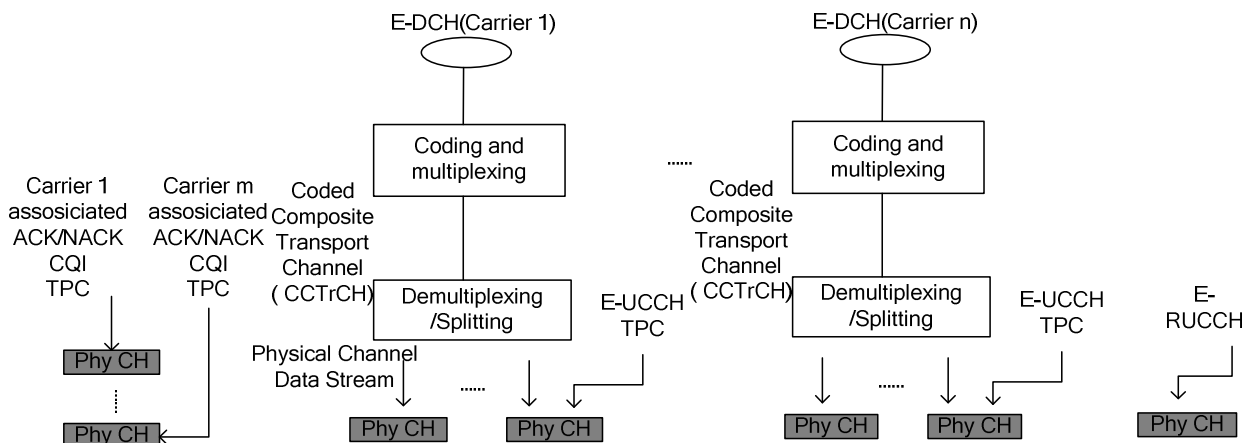 E-DCH(Carrier 1)
E-DCH(Carrier n)
Coding and
multiplexing
......
Coding and
multiplexing
Carrier 1
assosiciated
ACK/NACK
CQI
TPC
Carrier m
assosiciated
ACK/NACK
CQI
TPC
Coded
Composite
Transport
Channel
( CCTrCH)
Coded
Composite
Transport
Channel
( CCTrCH)
Demultiplexing
/Splitting
E-UCCH
TPC
Demultiplexing
/Splitting
E-UCCH
TPC
E-
RUCCH
Physical Channel
Data Stream
......
......
Phy CH
......
Phy CH
Phy CH
Phy CH
Phy CH
Phy CH
Phy CH